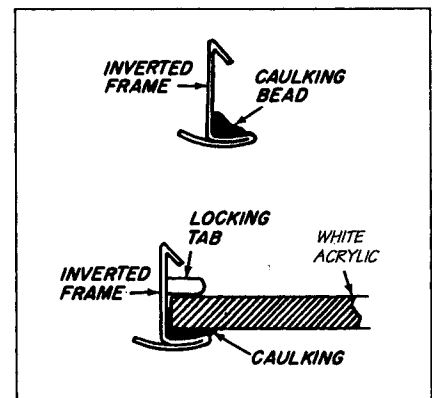 INVERTED
FRAME
CAULKING
BEAD
LOCKING
TAB
WHITE
ACRYLIC
INVERTED
FRAME
CAULKING